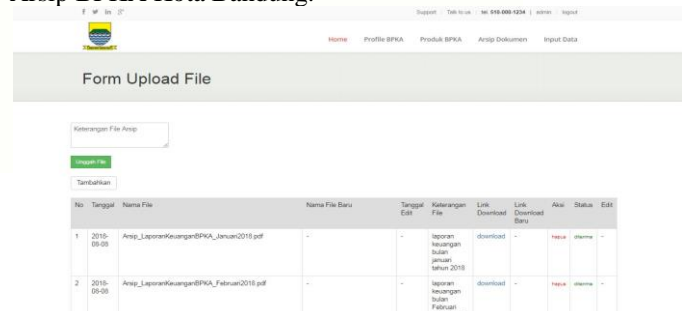 Arsip BPKA Kota Bandung.
Support - Talk to us : tel. 518-000-1234 | admin - logout
Home Profile BPKA Produk BPKA Arsip Dokumen Input Data
Form Upload File
Keterangan File Arsip
Unggah File
Tambahkan
No Tanggal Nama File Nama File Baru Tanggal Edit Keterangan File Link Download Link Download Baru Aksi Status Edit
1 2018-08-08 Arsip_LaporanKeuanganBPKA_Januari2018.pdf - - laporan keuangan bulan januari tahun 2018 download - hapus diterima -
2 2018-08-08 Arsip_LaporanKeuanganBPKA_Februari2018.pdf - - laporan keuangan bulan Februari download - hapus diterima -